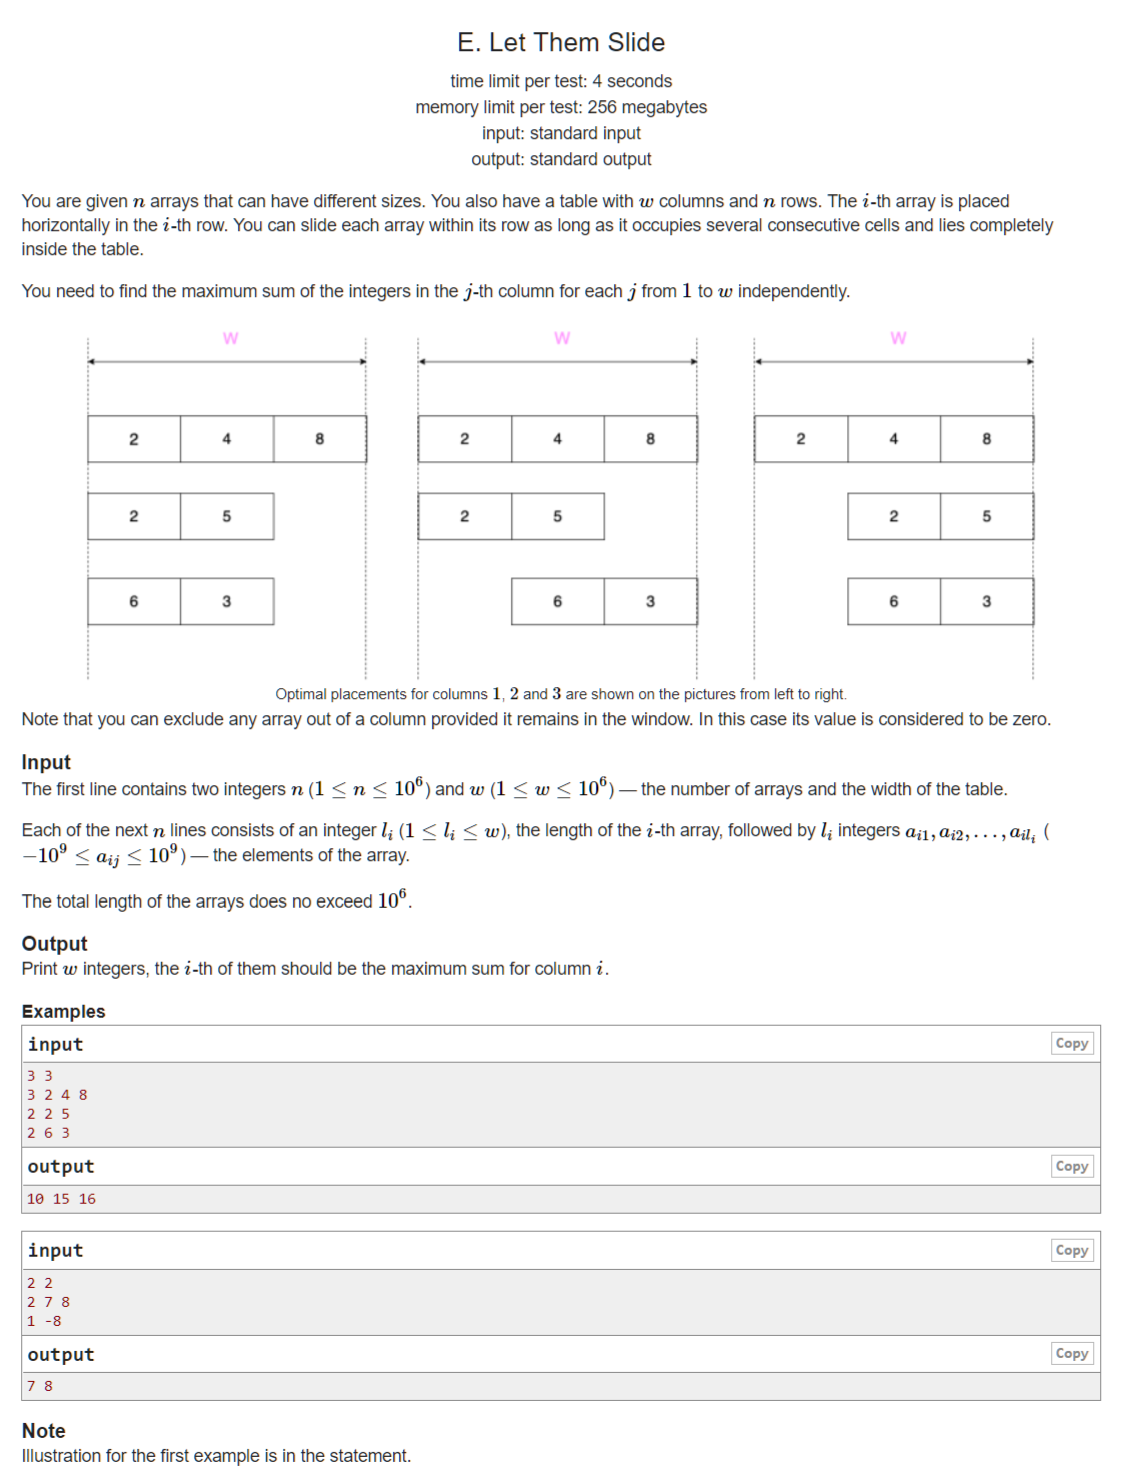 E. Let Them Slide
time limit per test: 4 seconds
memory limit per test: 256 megabytes
input: standard input
output: standard output
You are given n arrays that can have different sizes. You also have a table with w columns and n rows. The i-th array is placed
horizontally in the i-th row. You can slide each array within its row as long as it occupies several consecutive cells and lies completely
inside the table.
You need to find the maximum sum of the integers in the j-th column for each j from 1 to w independently.
W W W
2 4 8 2 4 8 2 4 8
2 5 2 5 2 5
6 3 6 3 6 3
Optimal placements for columns 1, 2 and 3 are shown on the pictures from left to right.
Note that you can exclude any array out of a column provided it remains in the window. In this case its value is considered to be zero.
Input
The first line contains two integers n (1 ≤ n ≤ 10^6) and w (1 ≤ w ≤ 10^6) — the number of arrays and the width of the table.
Each of the next n lines consists of an integer l_i (1 ≤ l_i ≤ w), the length of the i-th array, followed by l_i integers a_{i1}, a_{i2}, . . . , a_{il_i} (
−10^9 ≤ a_{ij} ≤ 10^9) — the elements of the array.
The total length of the arrays does no exceed 10^6.
Output
Print w integers, the i-th of them should be the maximum sum for column i.
Examples
input Copy
3 3
3 2 4 8
2 2 5
2 6 3
output Copy
10 15 16
input Copy
2 2
2 7 8
1 -8
output Copy
7 8
Note
Illustration for the first example is in the statement.